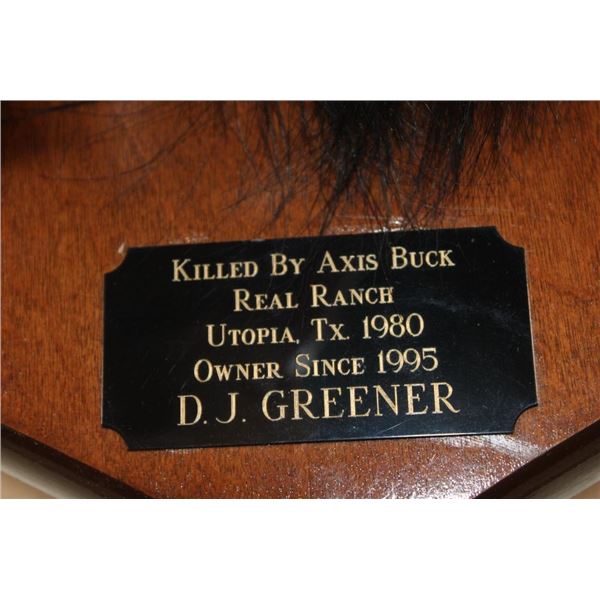 KILLED BY AXIS BUCK
REAL RANCH
UTOPIA, TX. 1980
OWNER SINCE 1995
D. J. GREENER